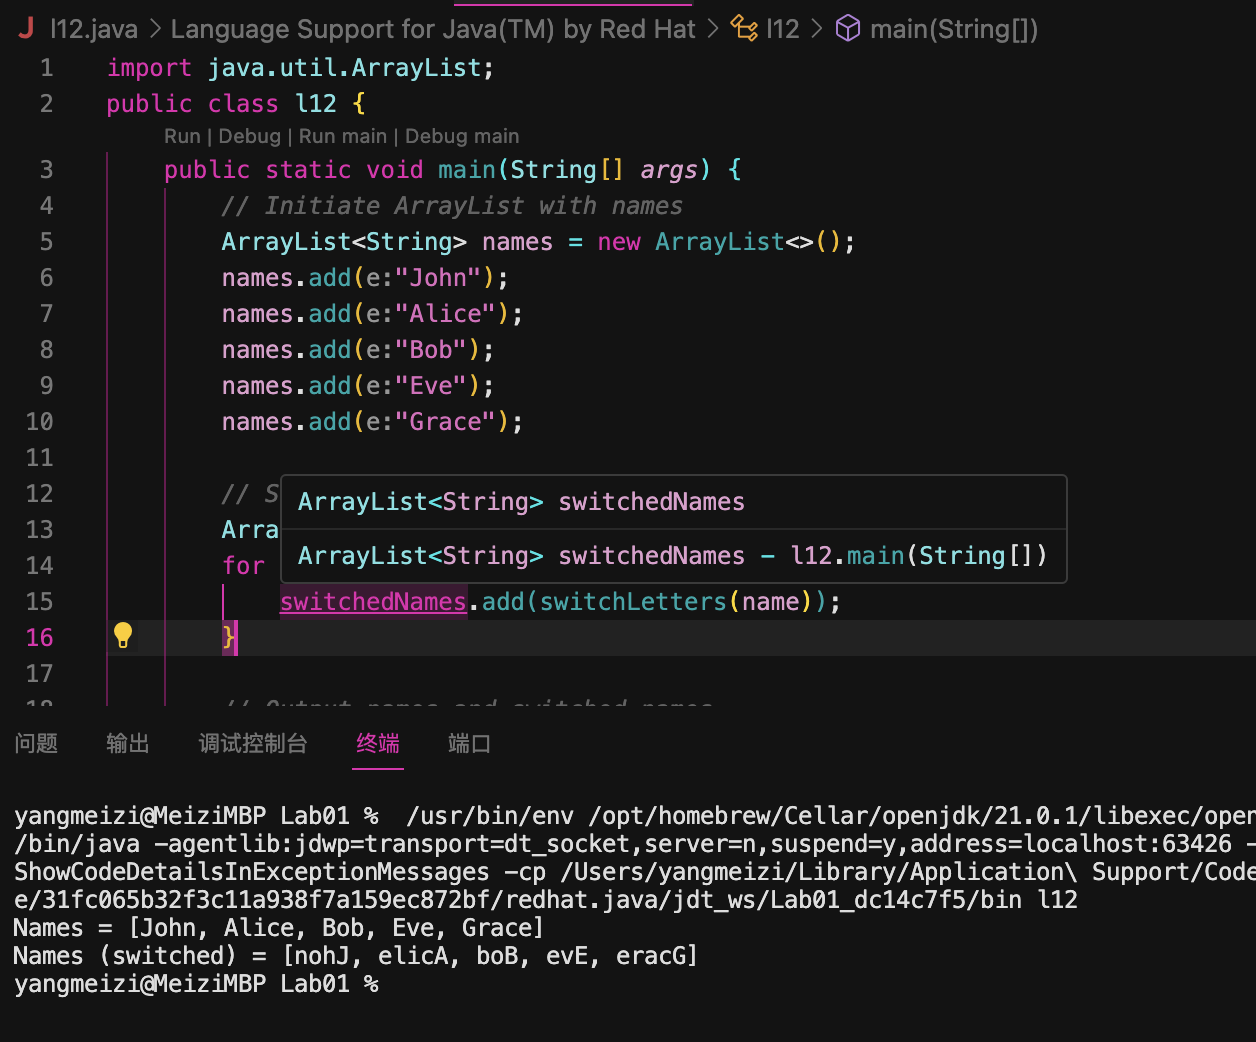 l12.java > Language Support for Java(TM) by Red Hat > l12 > main(String[])
1 import java.util.ArrayList;
2 public class l12 {
Run | Debug | Run main | Debug main
3 public static void main(String[] args) {
4 // Initiate ArrayList with names
5 ArrayList<String> names = new ArrayList<>();
6 names.add(e:"John");
7 names.add(e:"Alice");
8 names.add(e:"Bob");
9 names.add(e:"Eve");
10 names.add(e:"Grace");
11
12 // S
ArrayList<String> switchedNames
13 Arra
ArrayList<String> switchedNames – l12.main(String[])
14 for
15 switchedNames.add(switchLetters(name));
16 }
17
18 // Output names and switched names
问题 输出 调试控制台 终端 端口
yangmeizi@MeiziMBP Lab01 % /usr/bin/env /opt/homebrew/Cellar/openjdk/21.0.1/libexec/open
/bin/java -agentlib:jdwp=transport=dt_socket,server=n,suspend=y,address=localhost:63426 -
ShowCodeDetailsInExceptionMessages -cp /Users/yangmeizi/Library/Application\ Support/Code
e/31fc065b32f3c11a938f7a159ec872bf/redhat.java/jdt_ws/Lab01_dc14c7f5/bin l12
Names = [John, Alice, Bob, Eve, Grace]
Names (switched) = [nohJ, elicA, boB, evE, eracG]
yangmeizi@MeiziMBP Lab01 %